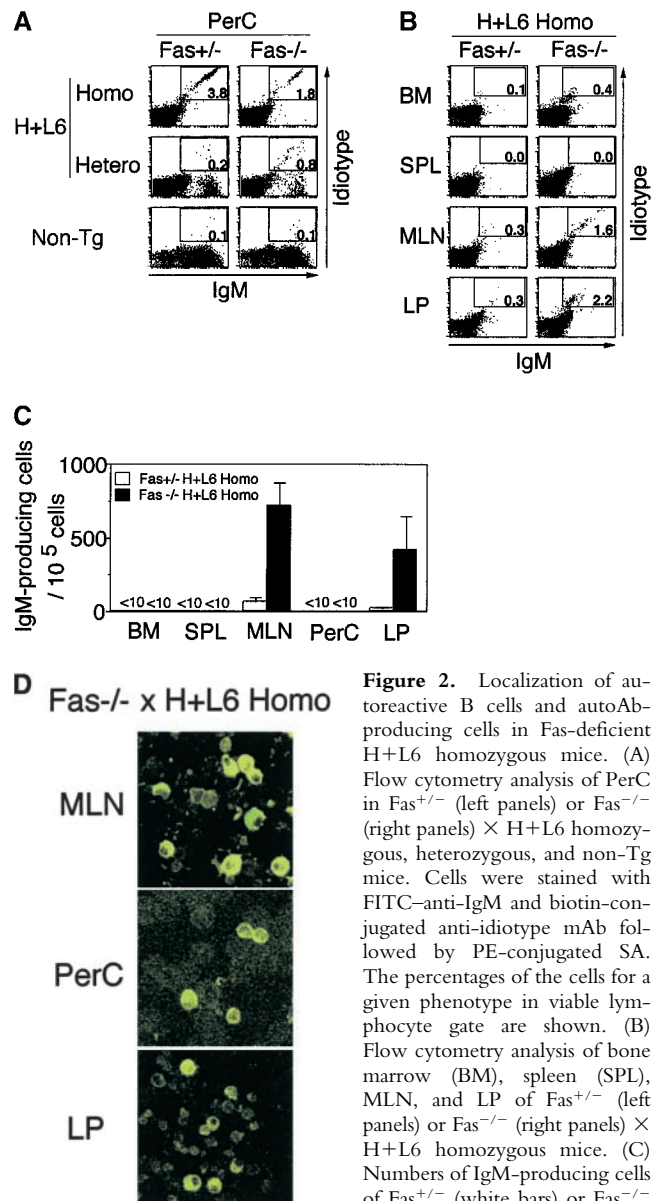 A
PerC
Fas+/- Fas-/-
H+L6
Homo
3.8 1.8
Hetero
0.2 0.8
Non-Tg
0.1 0.1
Idiotype
IgM
B
H+L6 Homo
Fas+/- Fas-/-
BM
0.1 0.4
SPL
0.0 0.0
MLN
0.3 1.6
LP
0.3 2.2
Idiotype
IgM
C
IgM-producing cells
/ 10 5 cells
1000
500
0
Fas+/- H+L6 Homo
Fas -/- H+L6 Homo
<10 <10 <10 <10 <10 <10
BM SPL MLN PerC LP
D
Fas-/- x H+L6 Homo
MLN
PerC
LP
Figure 2. Localization of au-
toreactive B cells and autoAb-
producing cells in Fas-deficient
H+L6 homozygous mice. (A)
Flow cytometry analysis of PerC
in Fas+/− (left panels) or Fas−/−
(right panels) × H+L6 homozy-
gous, heterozygous, and non-Tg
mice. Cells were stained with
FITC–anti-IgM and biotin-con-
jugated anti-idiotype mAb fol-
lowed by PE-conjugated SA.
The percentages of the cells for a
given phenotype in viable lym-
phocyte gate are shown. (B)
Flow cytometry analysis of bone
marrow (BM), spleen (SPL),
MLN, and LP of Fas+/− (left
panels) or Fas−/− (right panels) ×
H+L6 homozygous mice. (C)
Numbers of IgM-producing cells
of Fas+/− (white bars) or Fas−/−